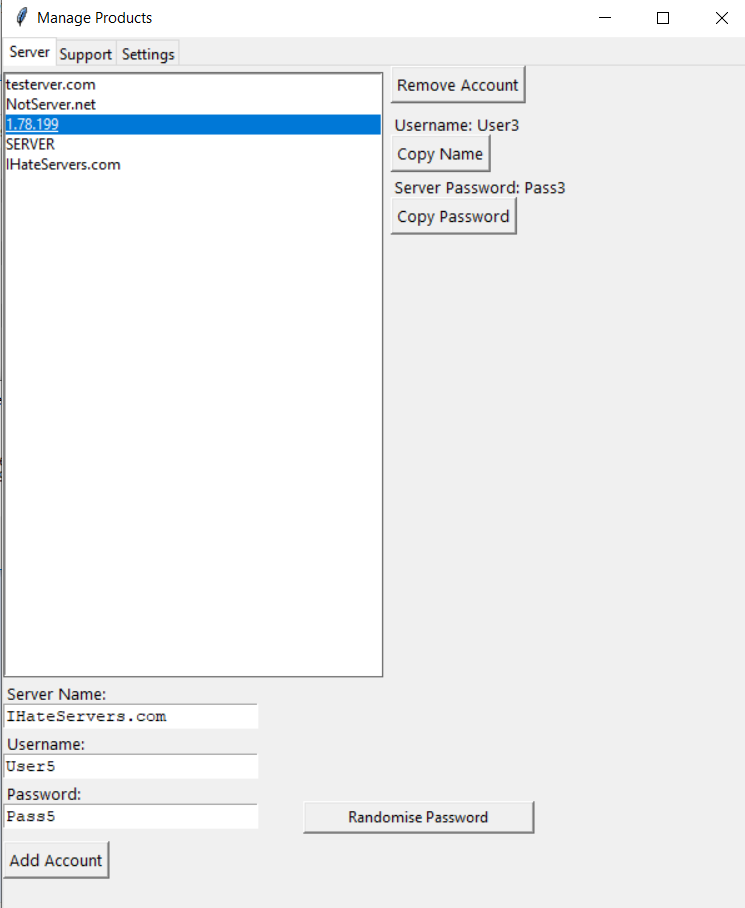 Manage Products
Server Support Settings
testerver.com
NotServer.net
1.78.199
SERVER
IHateServers.com
Remove Account
Username: User3
Copy Name
Server Password: Pass3
Copy Password
Server Name:
IHateServers.com
Username:
User5
Password:
Pass5
Randomise Password
Add Account